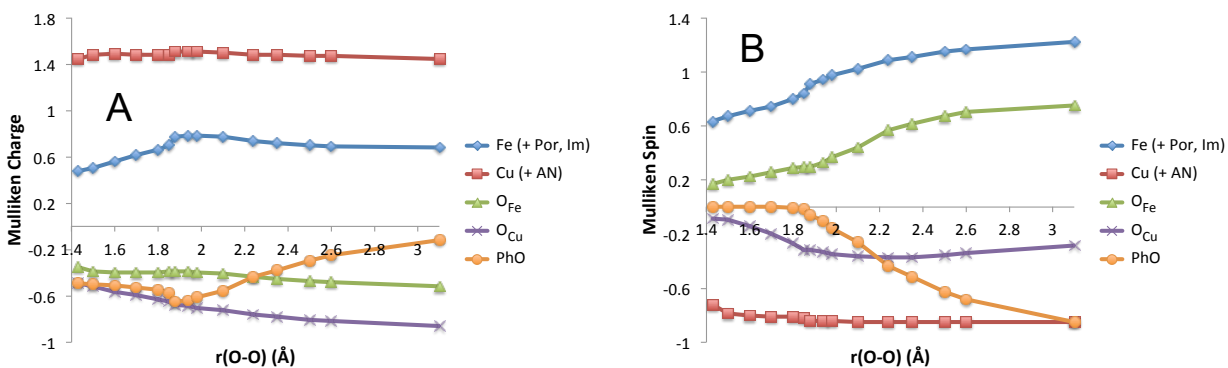 1.8
1.4
1
0.6
0.2
-0.2
-0.6
-1
1.4
1.6
1.8
2
2.2
2.4
2.6
2.8
3
Mulliken Charge
r(O-O) (Å)
A
Fe (+ Por, Im)
Cu (+ AN)
OFe
OCu
PhO
1.4
1
0.6
0.2
-0.2
-0.6
-1
1.4
1.6
1.8
2
2.2
2.4
2.6
2.8
3
Mulliken Spin
r(O-O) (Å)
B
Fe (+ Por, Im)
Cu (+ AN)
OFe
OCu
PhO